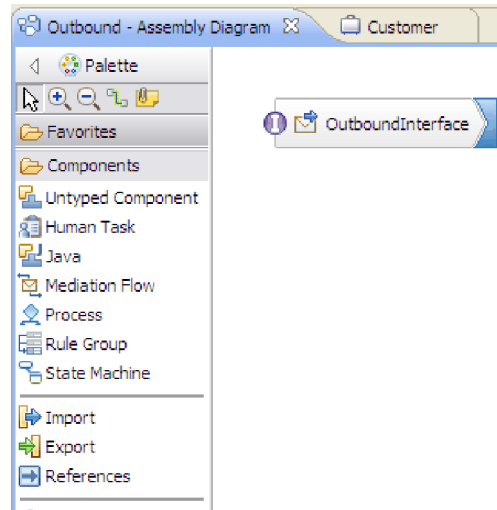 Outbound - Assembly Diagram
Customer
Palette
Favorites
OutboundInterface
Components
Untyped Component
Human Task
Java
Mediation Flow
Process
Rule Group
State Machine
Import
Export
References